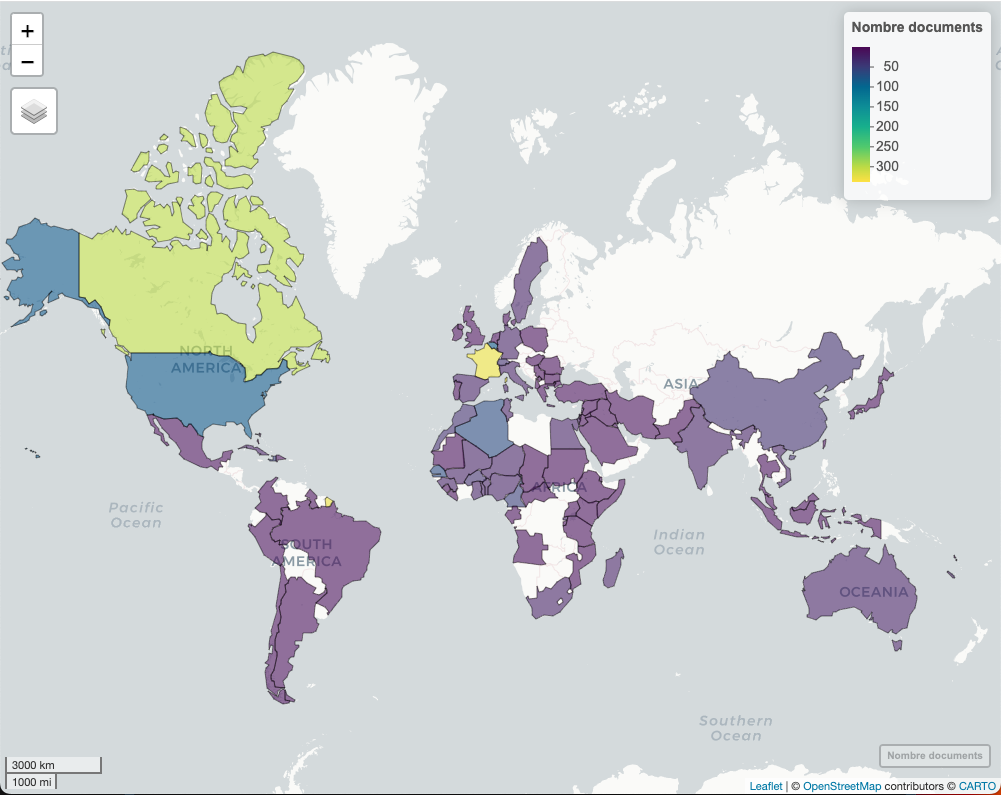 +
−
Nombre documents
50
100
150
200
250
300
NORTH
AMERICA
ASIA
AFRICA
Pacific
Ocean
SOUTH
AMERICA
Indian
Ocean
OCEANIA
Southern
Ocean
3000 km
1000 mi
Nombre documents
Leaflet | © OpenStreetMap contributors © CARTO